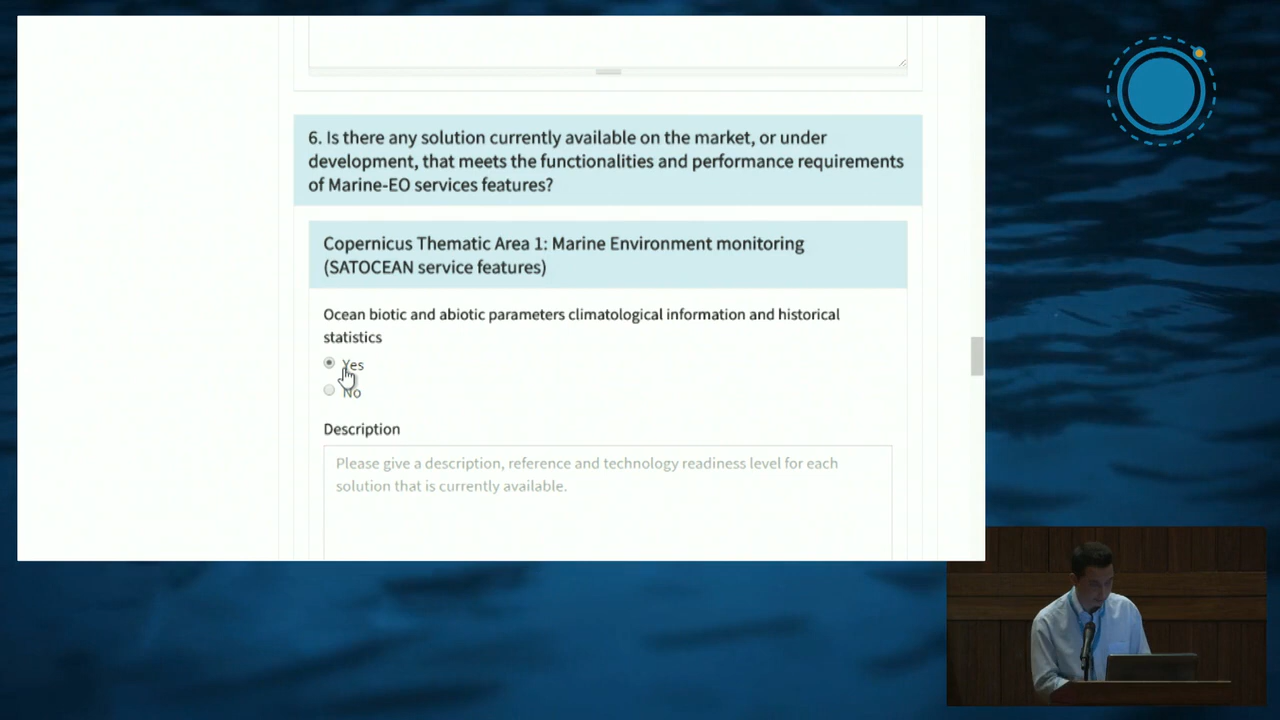 6. Is there any solution currently available on the market, or under
development, that meets the functionalities and performance requirements
of Marine-EO services features?
Copernicus Thematic Area 1: Marine Environment monitoring
(SATOCEAN service features)
Ocean biotic and abiotic parameters climatological information and historical
statistics
Yes
No
Description
Please give a description, reference and technology readiness level for each
solution that is currently available.